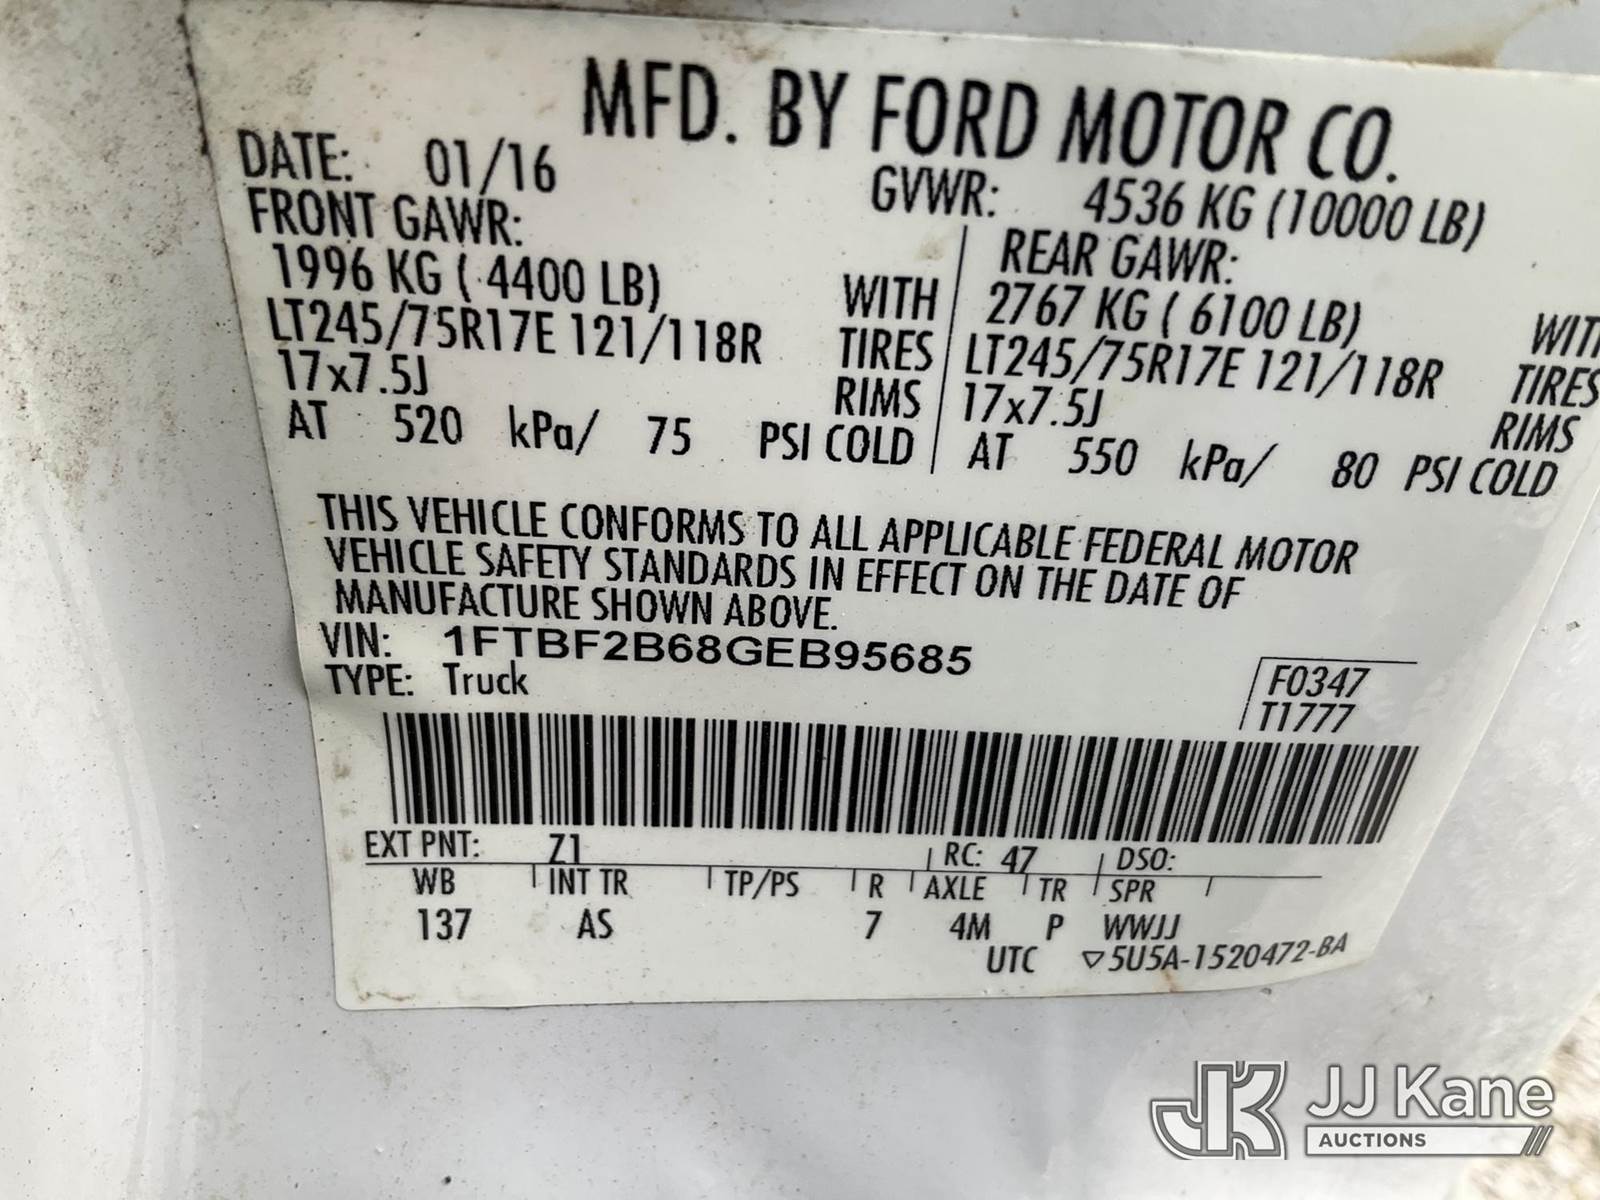 MFD. BY FORD MOTOR CO.
DATE: 01/16 GVWR: 4536 KG (10000 LB)
FRONT GAWR: REAR GAWR:
1996 KG ( 4400 LB) WITH 2767 KG ( 6100 LB) WIT
LT245/75R17E 121/118R TIRES LT245/75R17E 121/118R TIRES
17x7.5J RIMS 17x7.5J RIMS
AT 520 kPa/ 75 PSI COLD AT 550 kPa/ 80 PSI COLD
THIS VEHICLE CONFORMS TO ALL APPLICABLE FEDERAL MOTOR
VEHICLE SAFETY STANDARDS IN EFFECT ON THE DATE OF
MANUFACTURE SHOWN ABOVE.
VIN: 1FTBF2B68GEB95685
TYPE: Truck
F0347
T1777
EXT PNT: Z1 RC: 47 DSO:
WB INT TR TP/PS R AXLE TR SPR
137 AS 7 4M P WWJJ
UTC ▽5U5A-1520472-BA
JK JJ Kane
AUCTIONS